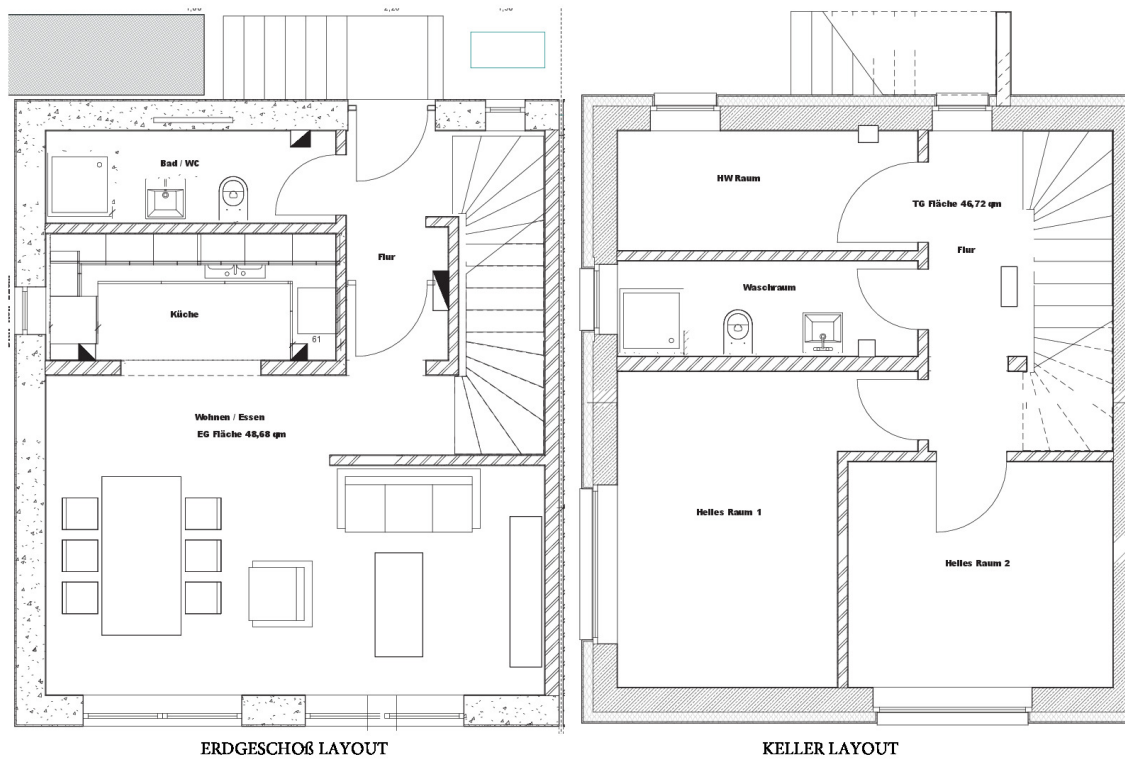 Bad / WC
Flur
Küche
61
Wohnen / Essen
EG Fläche 48,68 qm
ERDGESCHOß LAYOUT
HW Raum
TG Fläche 46,72 qm
Flur
Waschraum
Helles Raum 1
Helles Raum 2
KELLER LAYOUT